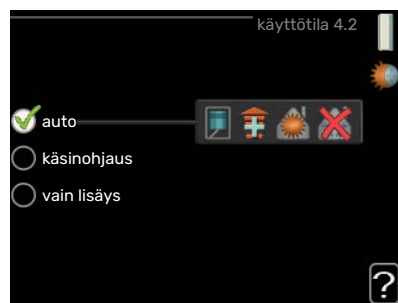 käyttötila 4.2
auto
käsinohjaus
vain lisäys
?